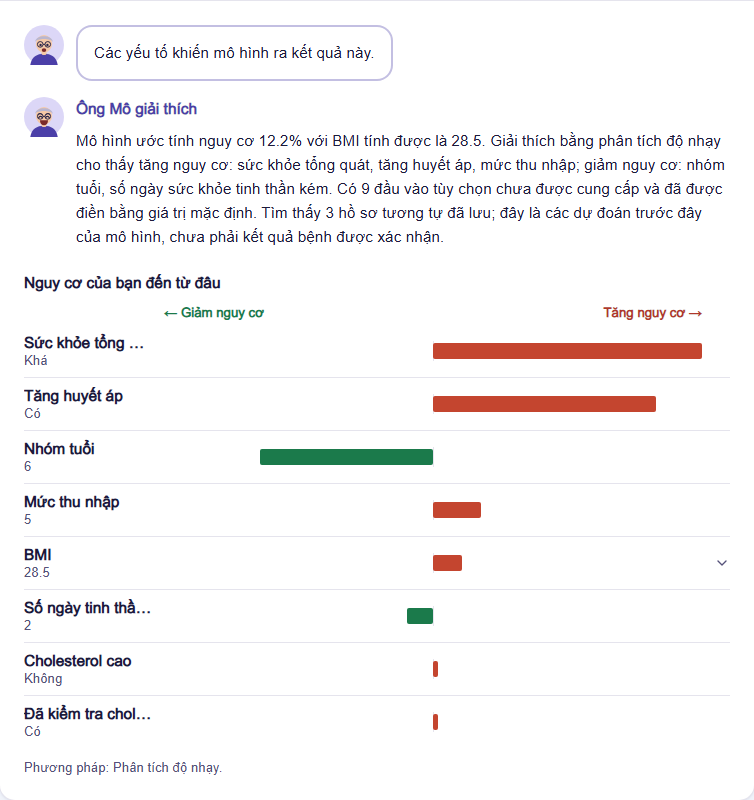 Các yếu tố khiến mô hình ra kết quả này.
Ông Mô giải thích
Mô hình ước tính nguy cơ 12.2% với BMI tính được là 28.5. Giải thích bằng phân tích độ nhạy
cho thấy tăng nguy cơ: sức khỏe tổng quát, tăng huyết áp, mức thu nhập; giảm nguy cơ: nhóm
tuổi, số ngày sức khỏe tinh thần kém. Có 9 đầu vào tùy chọn chưa được cung cấp và đã được
điền bằng giá trị mặc định. Tìm thấy 3 hồ sơ tương tự đã lưu; đây là các dự đoán trước đây
của mô hình, chưa phải kết quả bệnh được xác nhận.
Nguy cơ của bạn đến từ đâu
← Giảm nguy cơ Tăng nguy cơ →
Sức khỏe tổng …
Khá
Tăng huyết áp
Có
Nhóm tuổi
6
Mức thu nhập
5
BMI
28.5
Số ngày tinh thầ…
2
Cholesterol cao
Không
Đã kiểm tra chol…
Có
Phương pháp: Phân tích độ nhạy.